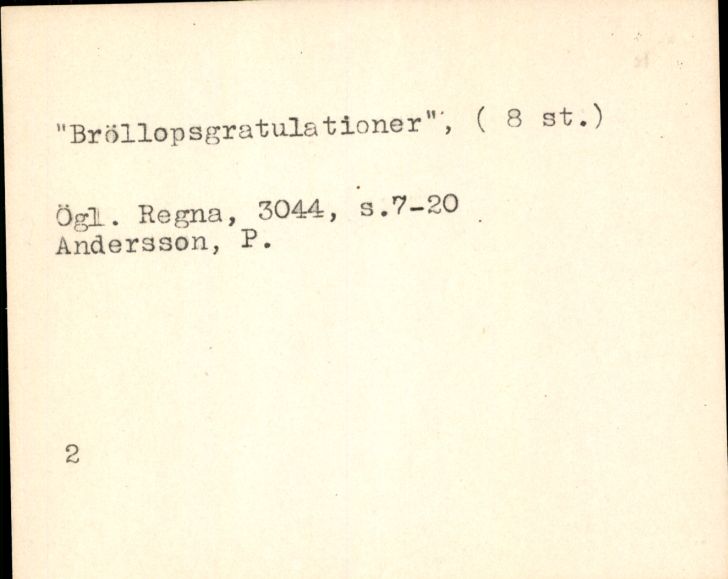 "Bröllopsgratulationer", ( 8 st.)
Ögl. Regna, 3044, s.7-20
Andersson, P.
2